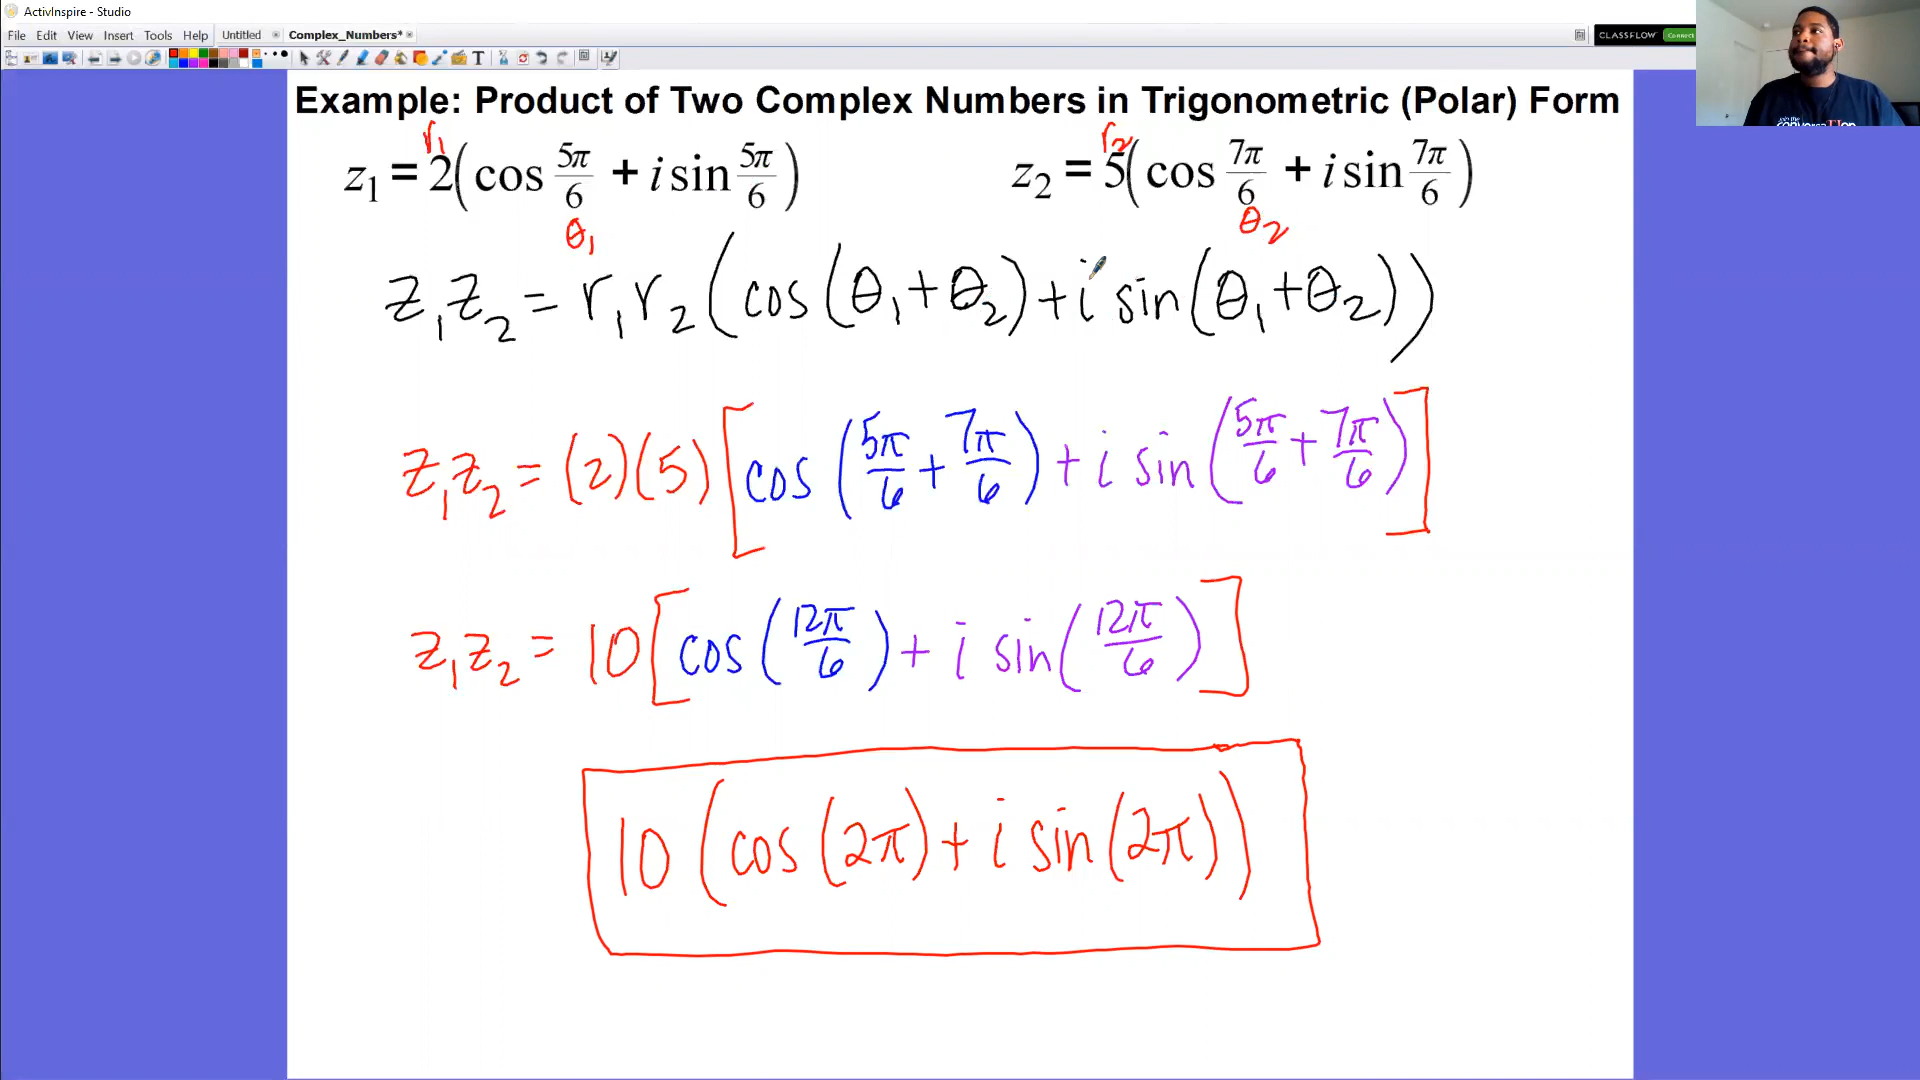 ActivInspire - Studio
File Edit View Insert Tools Help Untitled Complex_Numbers*
CLASSFLOW Connect
Example: Product of Two Complex Numbers in Trigonometric (Polar) Form
r₁ r₂
z₁ = 2(cos 5π/6 + i sin 5π/6) z₂ = 5(cos 7π/6 + i sin 7π/6)
θ₁ θ₂
z₁z₂ = r₁r₂(cos(θ₁+θ₂)+i sin(θ₁+θ₂))
z₁z₂ = (2)(5)[cos(5π/6 + 7π/6) + i sin(5π/6 + 7π/6)]
z₁z₂ = 10[cos(12π/6) + i sin(12π/6)]
10(cos(2π)+i sin(2π))